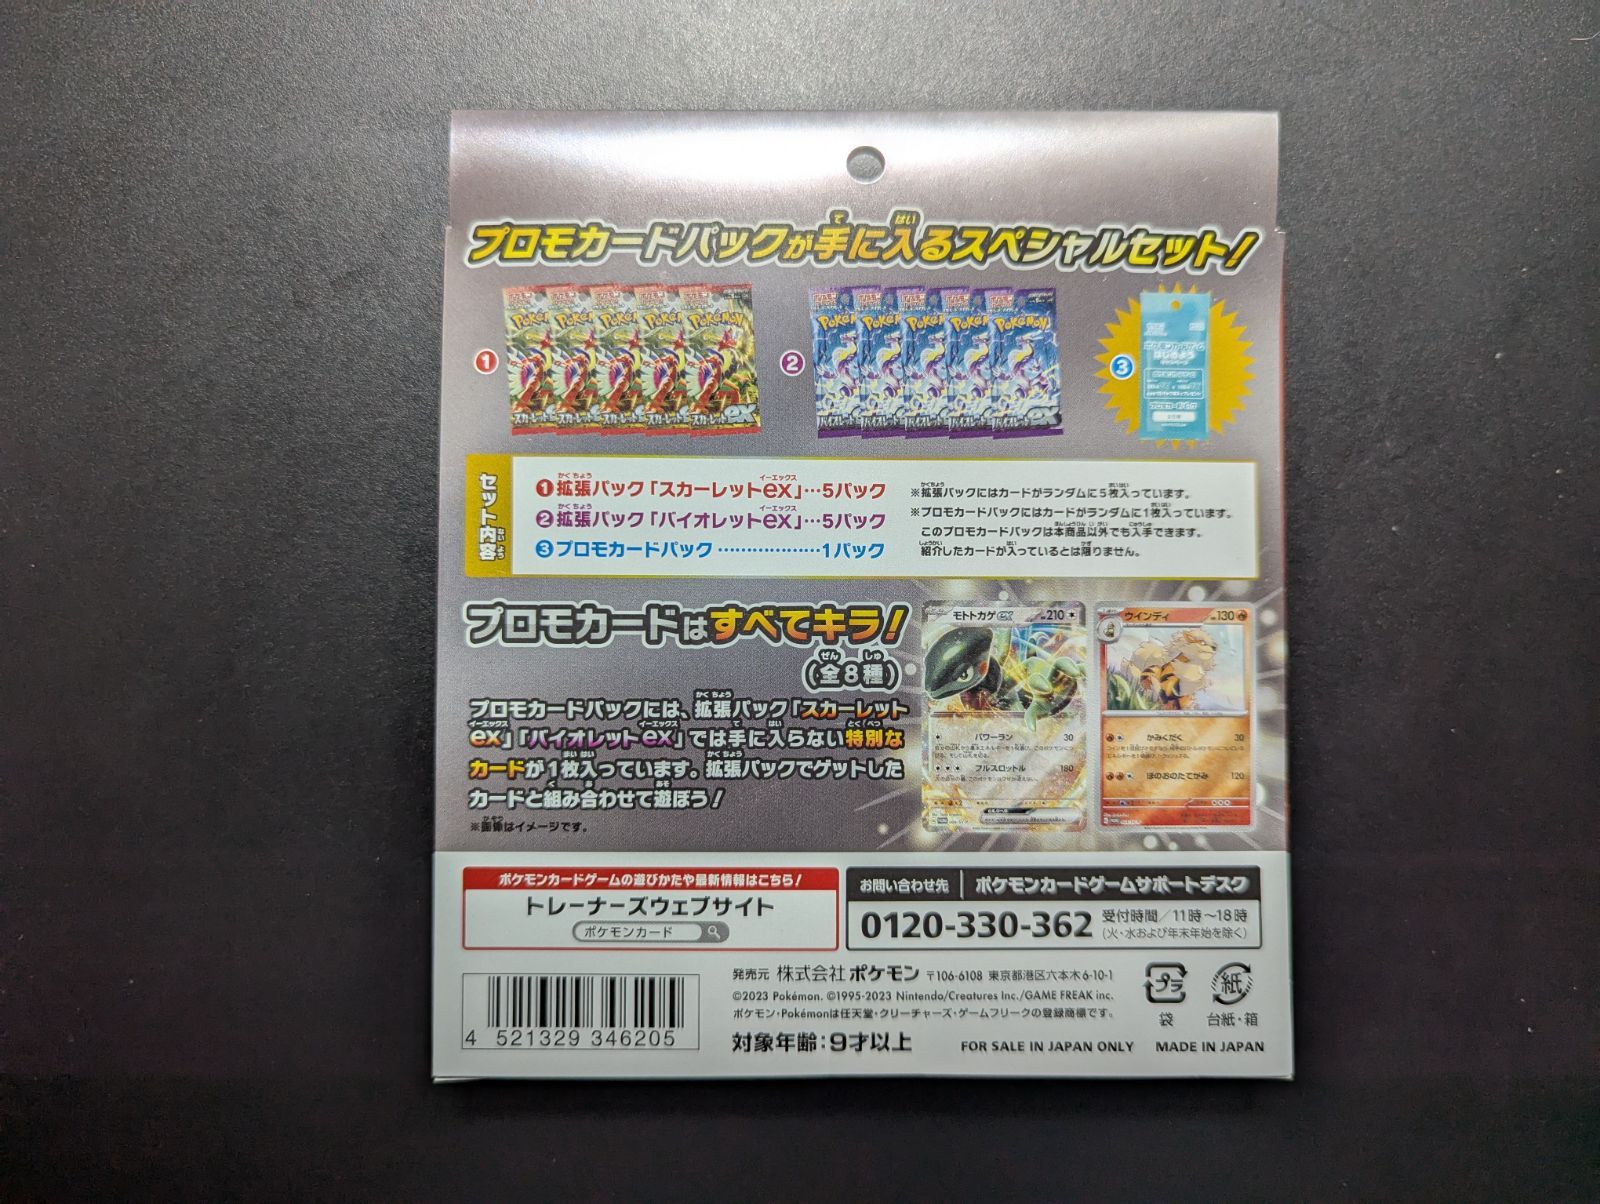 プロモカードパックが手に入るスペシャルセット!
1
2
3
Pokémon
スカーレットex
バイオレットex
セット内容
1 拡張パック「スカーレットex」…5パック
2 拡張パック「バイオレットex」…5パック
3 プロモカードパック………………1パック
※拡張パックにはカードがランダムに5枚入っています。
※プロモカードパックにはカードがランダムに1枚入っています。
このプロモカードパックは本商品以外でも入手できます。
紹介したカードが入っているとは限りません。
プロモカードはすべてキラ!
(全8種)
プロモカードパックには、拡張パック「スカーレット
ex」「バイオレットex」では手に入らない特別な
カードが1枚入っています。拡張パックでゲットした
カードと組み合わせて遊ぼう!
※画像はイメージです。
モトトカゲex HP210
パワーラン 30
フルスロットル 180
ウインディ HP130
かみくだく 30
ほのおのたてがみ 120
ポケモンカードゲームの遊びかたや最新情報はこちら!
トレーナーズウェブサイト
ポケモンカード
お問い合わせ先 ポケモンカードゲームサポートデスク
0120-330-362 受付時間/11時~18時
(火・水および年末年始を除く)
発売元 株式会社ポケモン 〒106-6108 東京都港区六本木6-10-1
©2023 Pokémon. ©1995-2023 Nintendo/Creatures Inc./GAME FREAK inc.
ポケモン・Pokémonは任天堂・クリーチャーズ・ゲームフリークの登録商標です。
対象年齢:9才以上
FOR SALE IN JAPAN ONLY MADE IN JAPAN
プラ
袋
紙
台紙・箱
4 521329 346205